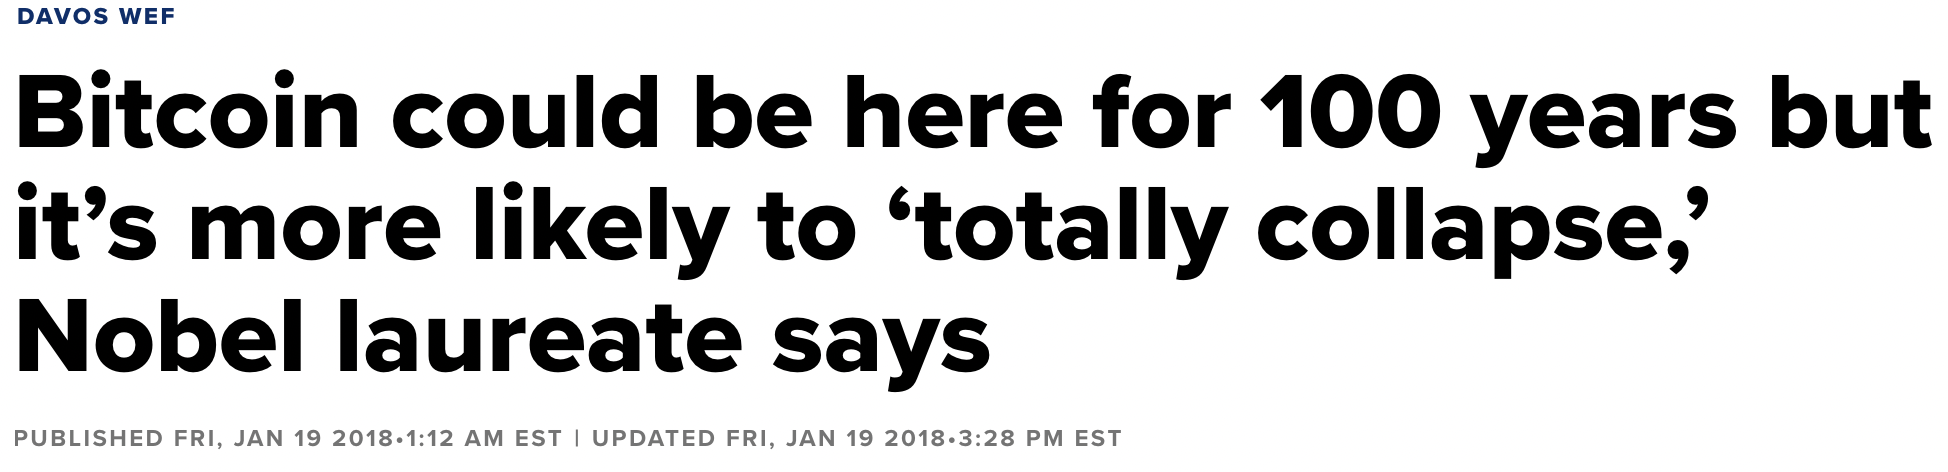 DAVOS WEF
Bitcoin could be here for 100 years but
it’s more likely to ‘totally collapse,’
Nobel laureate says
PUBLISHED FRI, JAN 19 2018•1:12 AM EST | UPDATED FRI, JAN 19 2018•3:28 PM EST